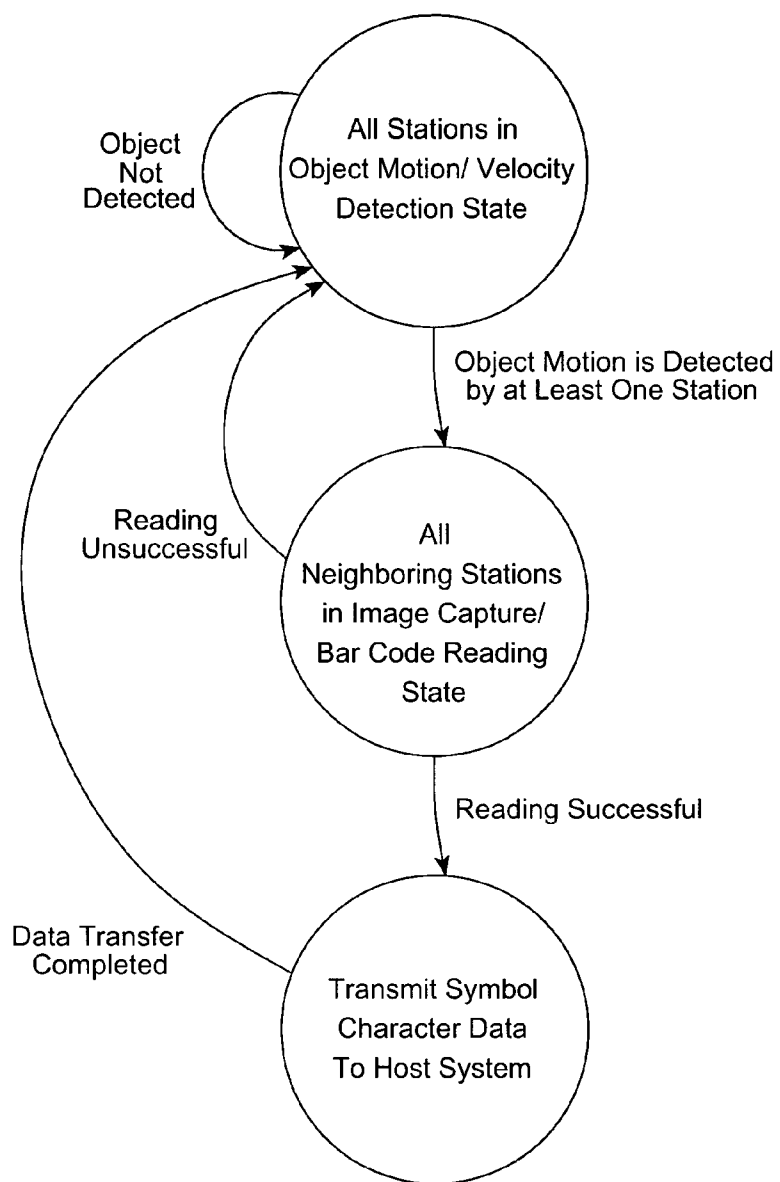 All Stations in
Object Motion/ Velocity
Detection State
Object
Not
Detected
Object Motion is Detected
by at Least One Station
Reading
Unsuccessful
All
Neighboring Stations
in Image Capture/
Bar Code Reading
State
Reading Successful
Data Transfer
Completed
Transmit Symbol
Character Data
To Host System